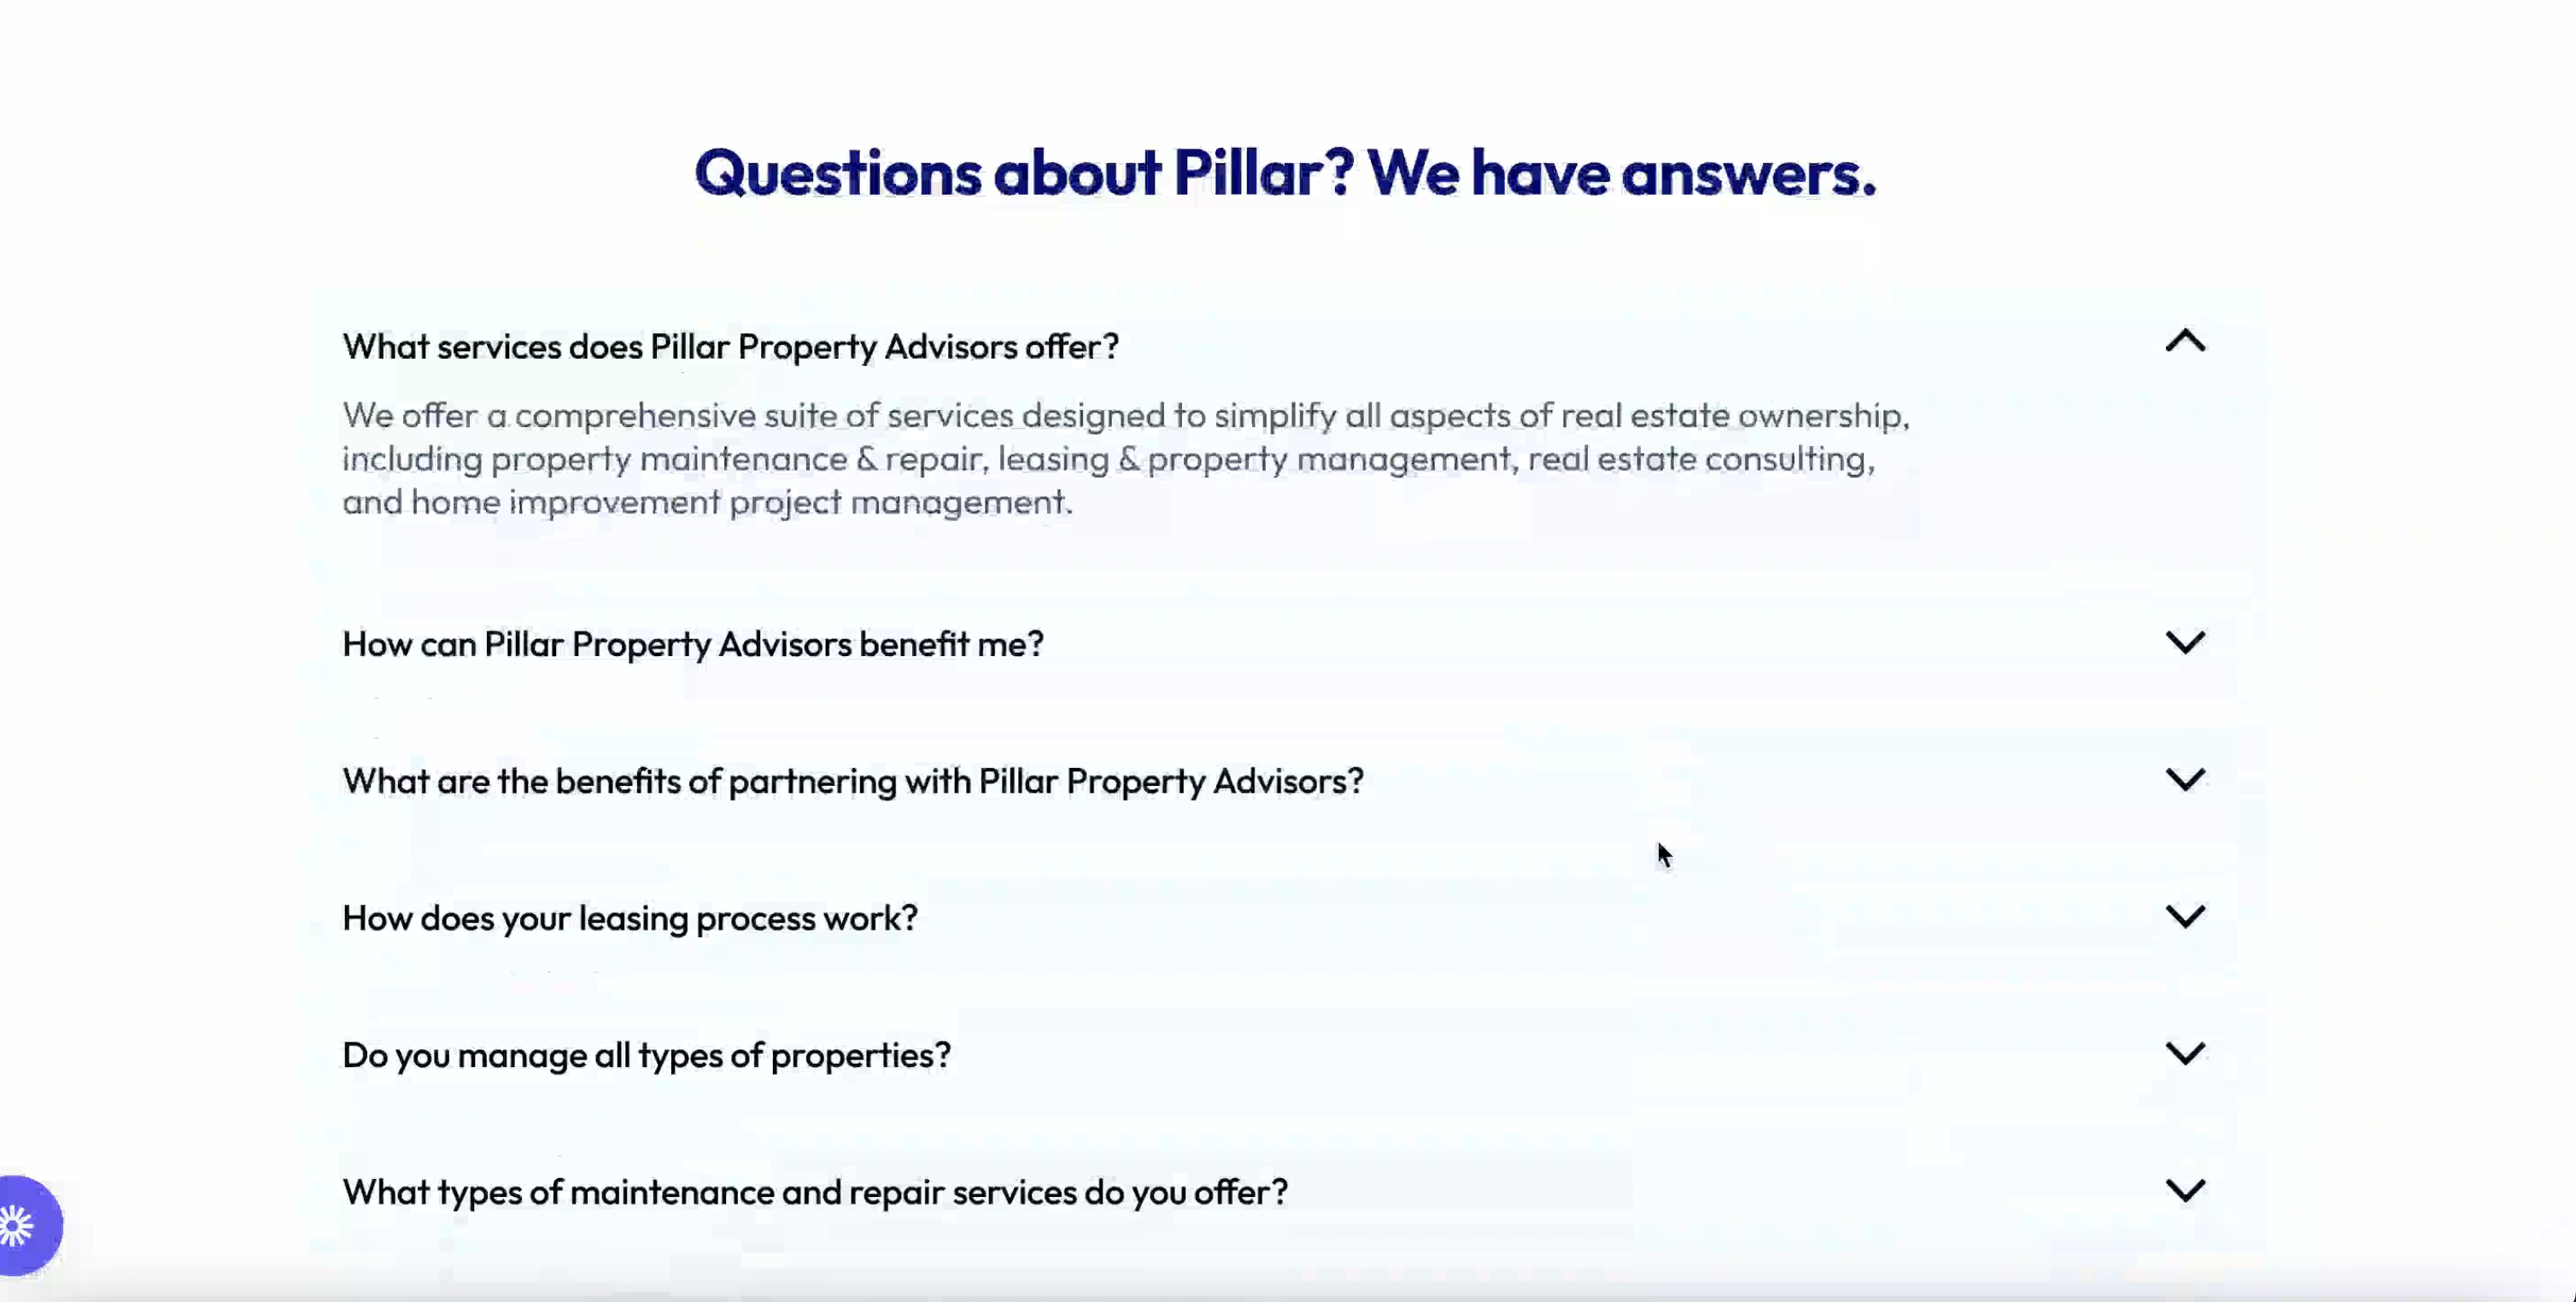 Questions about Pillar? We have answers.
What services does Pillar Property Advisors offer?
We offer a comprehensive suite of services designed to simplify all aspects of real estate ownership,
including property maintenance & repair, leasing & property management, real estate consulting,
and home improvement project management.
How can Pillar Property Advisors benefit me?
What are the benefits of partnering with Pillar Property Advisors?
How does your leasing process work?
Do you manage all types of properties?
What types of maintenance and repair services do you offer?